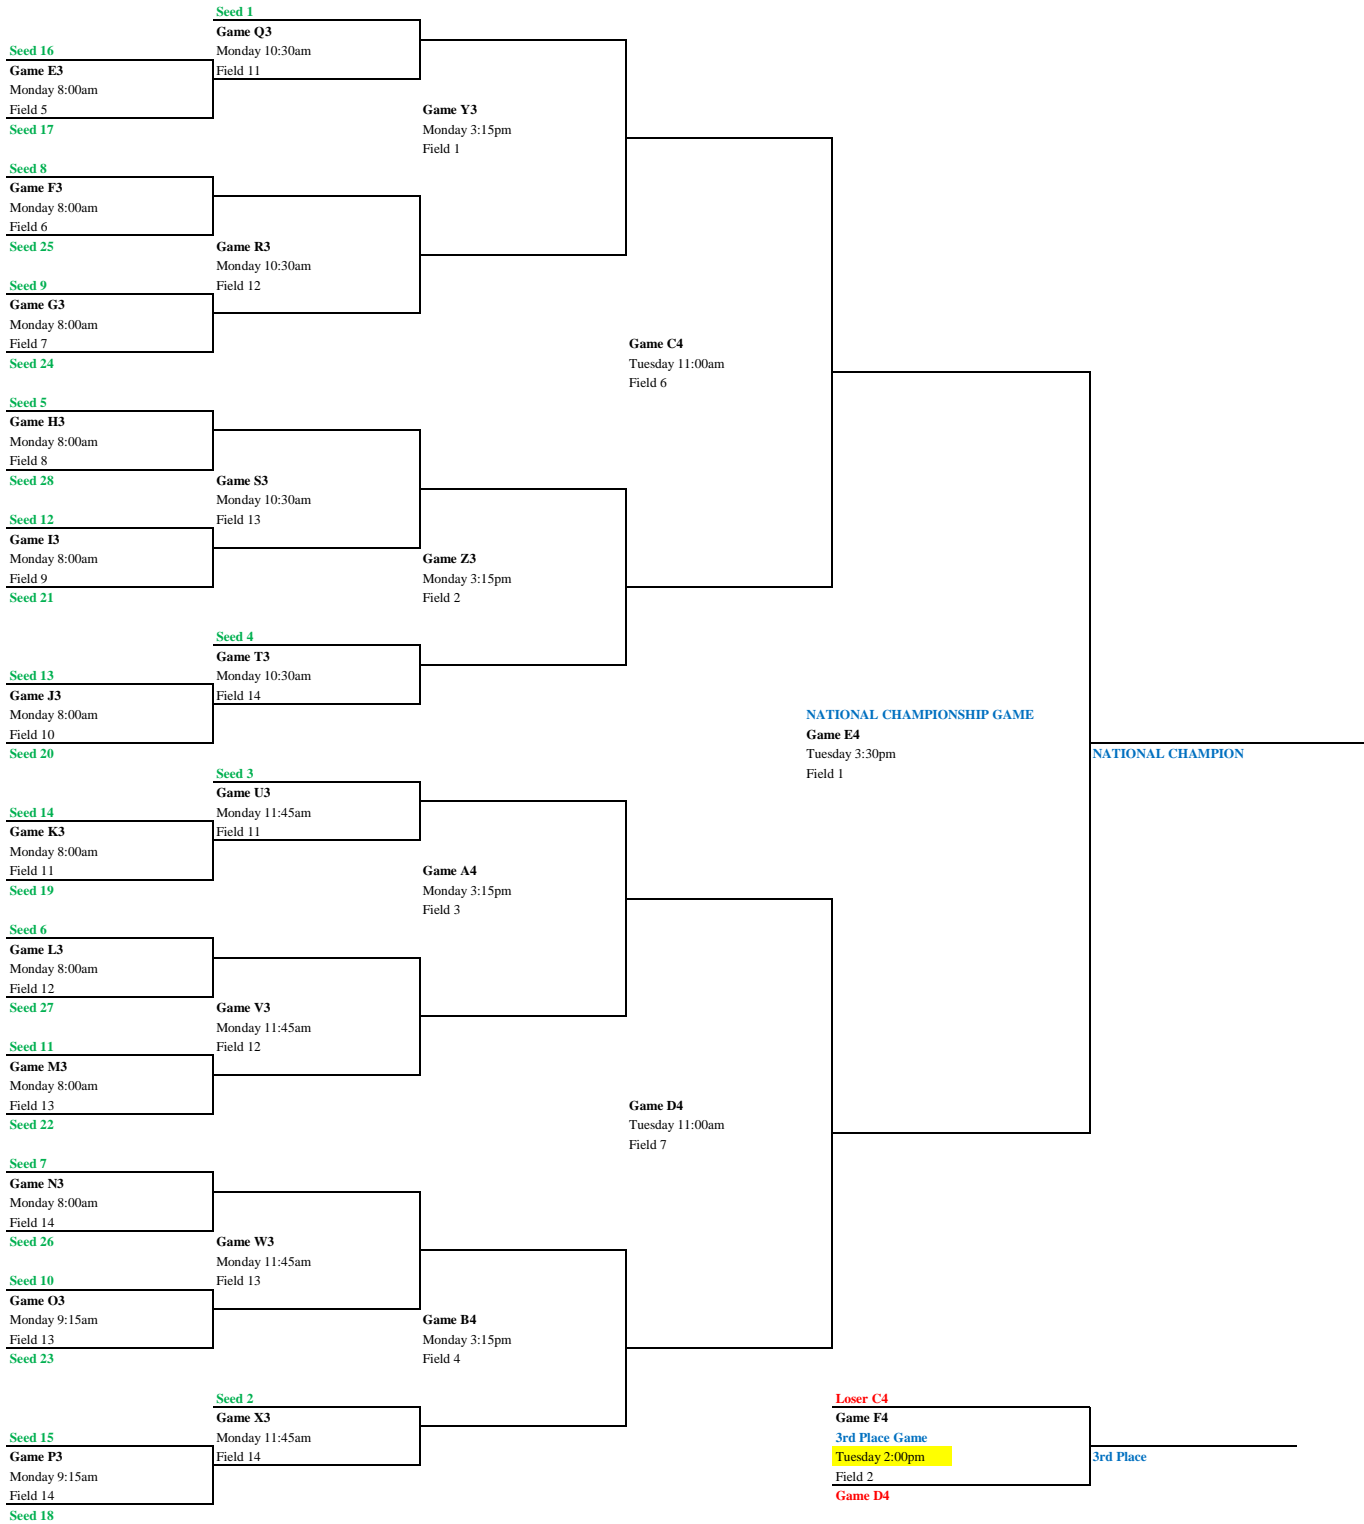 Seed 1
Game Q3
Monday 10:30am
Field 11
Seed 16
Game E3
Monday 8:00am
Field 5
Seed 17
Game Y3
Monday 3:15pm
Field 1
Seed 8
Game F3
Monday 8:00am
Field 6
Seed 25
Game R3
Monday 10:30am
Field 12
Seed 9
Game G3
Monday 8:00am
Field 7
Seed 24
Game C4
Tuesday 11:00am
Field 6
Seed 5
Game H3
Monday 8:00am
Field 8
Seed 28
Game S3
Monday 10:30am
Field 13
Seed 12
Game I3
Monday 8:00am
Field 9
Seed 21
Game Z3
Monday 3:15pm
Field 2
Seed 4
Game T3
Monday 10:30am
Field 14
Seed 13
Game J3
Monday 8:00am
Field 10
Seed 20
NATIONAL CHAMPIONSHIP GAME
Game E4
Tuesday 3:30pm
Field 1
NATIONAL CHAMPION
Seed 3
Game U3
Monday 11:45am
Field 11
Seed 14
Game K3
Monday 8:00am
Field 11
Seed 19
Game A4
Monday 3:15pm
Field 3
Seed 6
Game L3
Monday 8:00am
Field 12
Seed 27
Game V3
Monday 11:45am
Field 12
Seed 11
Game M3
Monday 8:00am
Field 13
Seed 22
Game D4
Tuesday 11:00am
Field 7
Seed 7
Game N3
Monday 8:00am
Field 14
Seed 26
Game W3
Monday 11:45am
Field 13
Seed 10
Game O3
Monday 9:15am
Field 13
Seed 23
Game B4
Monday 3:15pm
Field 4
Seed 2
Game X3
Monday 11:45am
Field 14
Seed 15
Game P3
Monday 9:15am
Field 14
Seed 18
Loser C4
Game F4
3rd Place Game
Tuesday 2:00pm
Field 2
Game D4
3rd Place